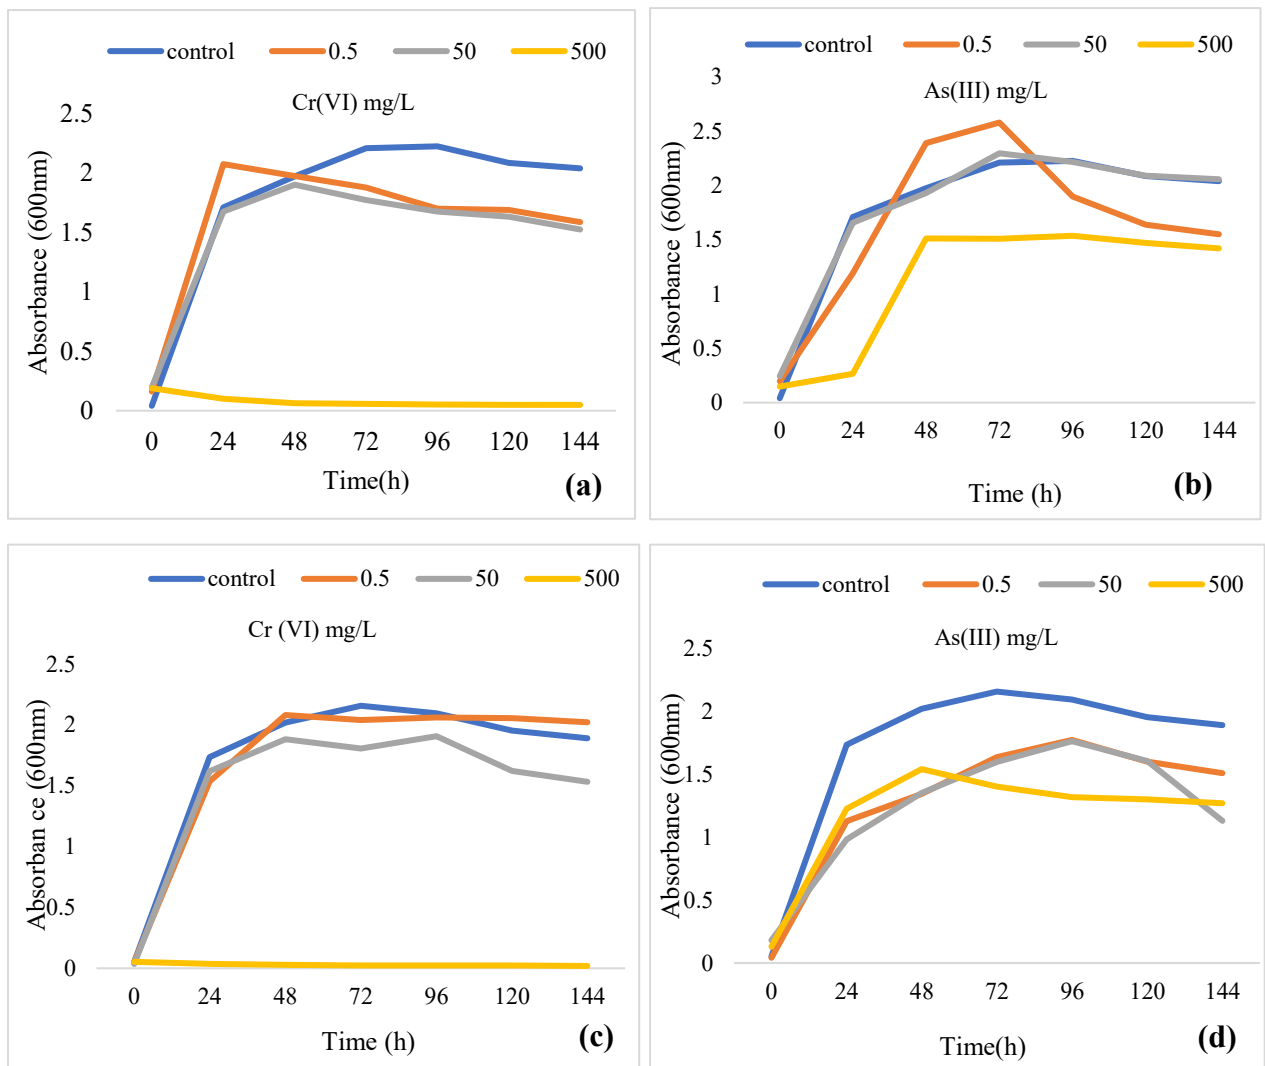 control 0.5 50 500
Cr(VI) mg/L
Absorbance (600nm)
2.5
2
1.5
1
0.5
0
0 24 48 72 96 120 144
Time(h)
(a)
control 0.5 50 500
As(III) mg/L
Absorbance (600nm)
3
2.5
2
1.5
1
0.5
0
0 24 48 72 96 120 144
Time (h)
(b)
control 0.5 50 500
Cr (VI) mg/L
Absorban ce ((600nm)
2.5
2
1.5
1
0.5
0
0 24 48 72 96 120 144
Time (h)
(c)
control 0.5 50 500
As(III) mg/L
Absorbance (600nm)
2.5
2
1.5
1
0.5
0
0 24 48 72 96 120 144
Time(h)
(d)